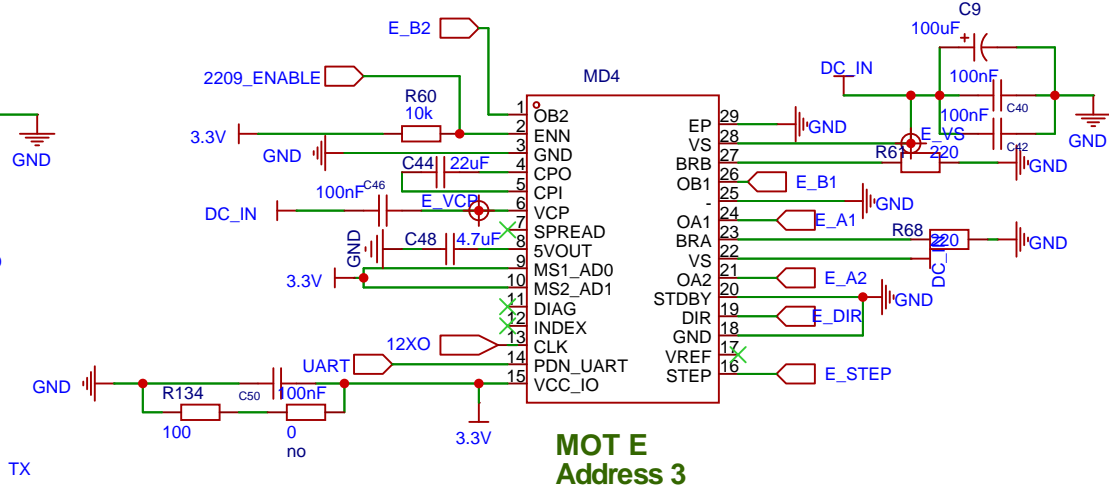 E_B2
2209_ENABLE
R60
10k
3.3V
GND
GND
C44
22uF
100nF
C46
E_VCP
DC_IN
C48
4.7uF
GND
3.3V
12XO
UART
GND
R134
C50
100nF
100
0
no
3.3V
TX
MD4
1
OB2
2
ENN
3
GND
4
CPO
5
CPI
6
VCP
7
SPREAD
8
5VOUT
9
MS1_AD0
10
MS2_AD1
11
DIAG
12
INDEX
13
CLK
14
PDN_UART
15
VCC_IO
EP
29
VS
28
BRB
27
OB1
26
-
25
OA1
24
BRA
23
VS
22
OA2
21
STDBY
20
DIR
19
GND
18
VREF
17
STEP
16
C9
100uF
+
DC_IN
100nF
C40
100nF
C42
GND
GND
E_VS
R61
220
GND
E_B1
GND
E_A1
R68
220
GND
DC_IN
E_A2
GND
E_DIR
E_STEP
MOT E
Address 3